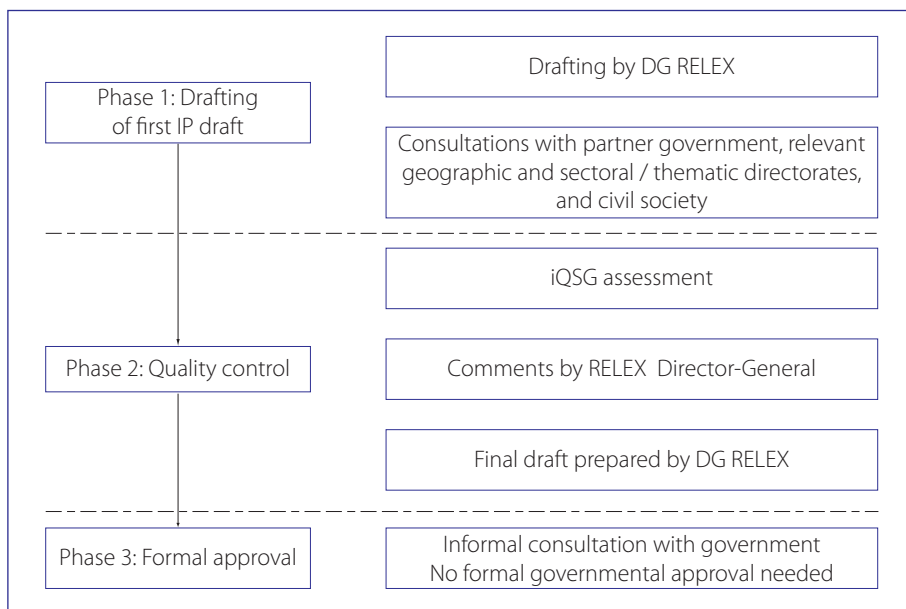 Phase 1: Drafting
of first IP draft
Drafting by DG RELEX
Consultations with partner government, relevant
geographic and sectoral / thematic directorates,
and civil society
iQSG assessment
Phase 2: Quality control
Comments by RELEX Director-General
Final draft prepared by DG RELEX
Phase 3: Formal approval
Informal consultation with government
No formal governmental approval needed